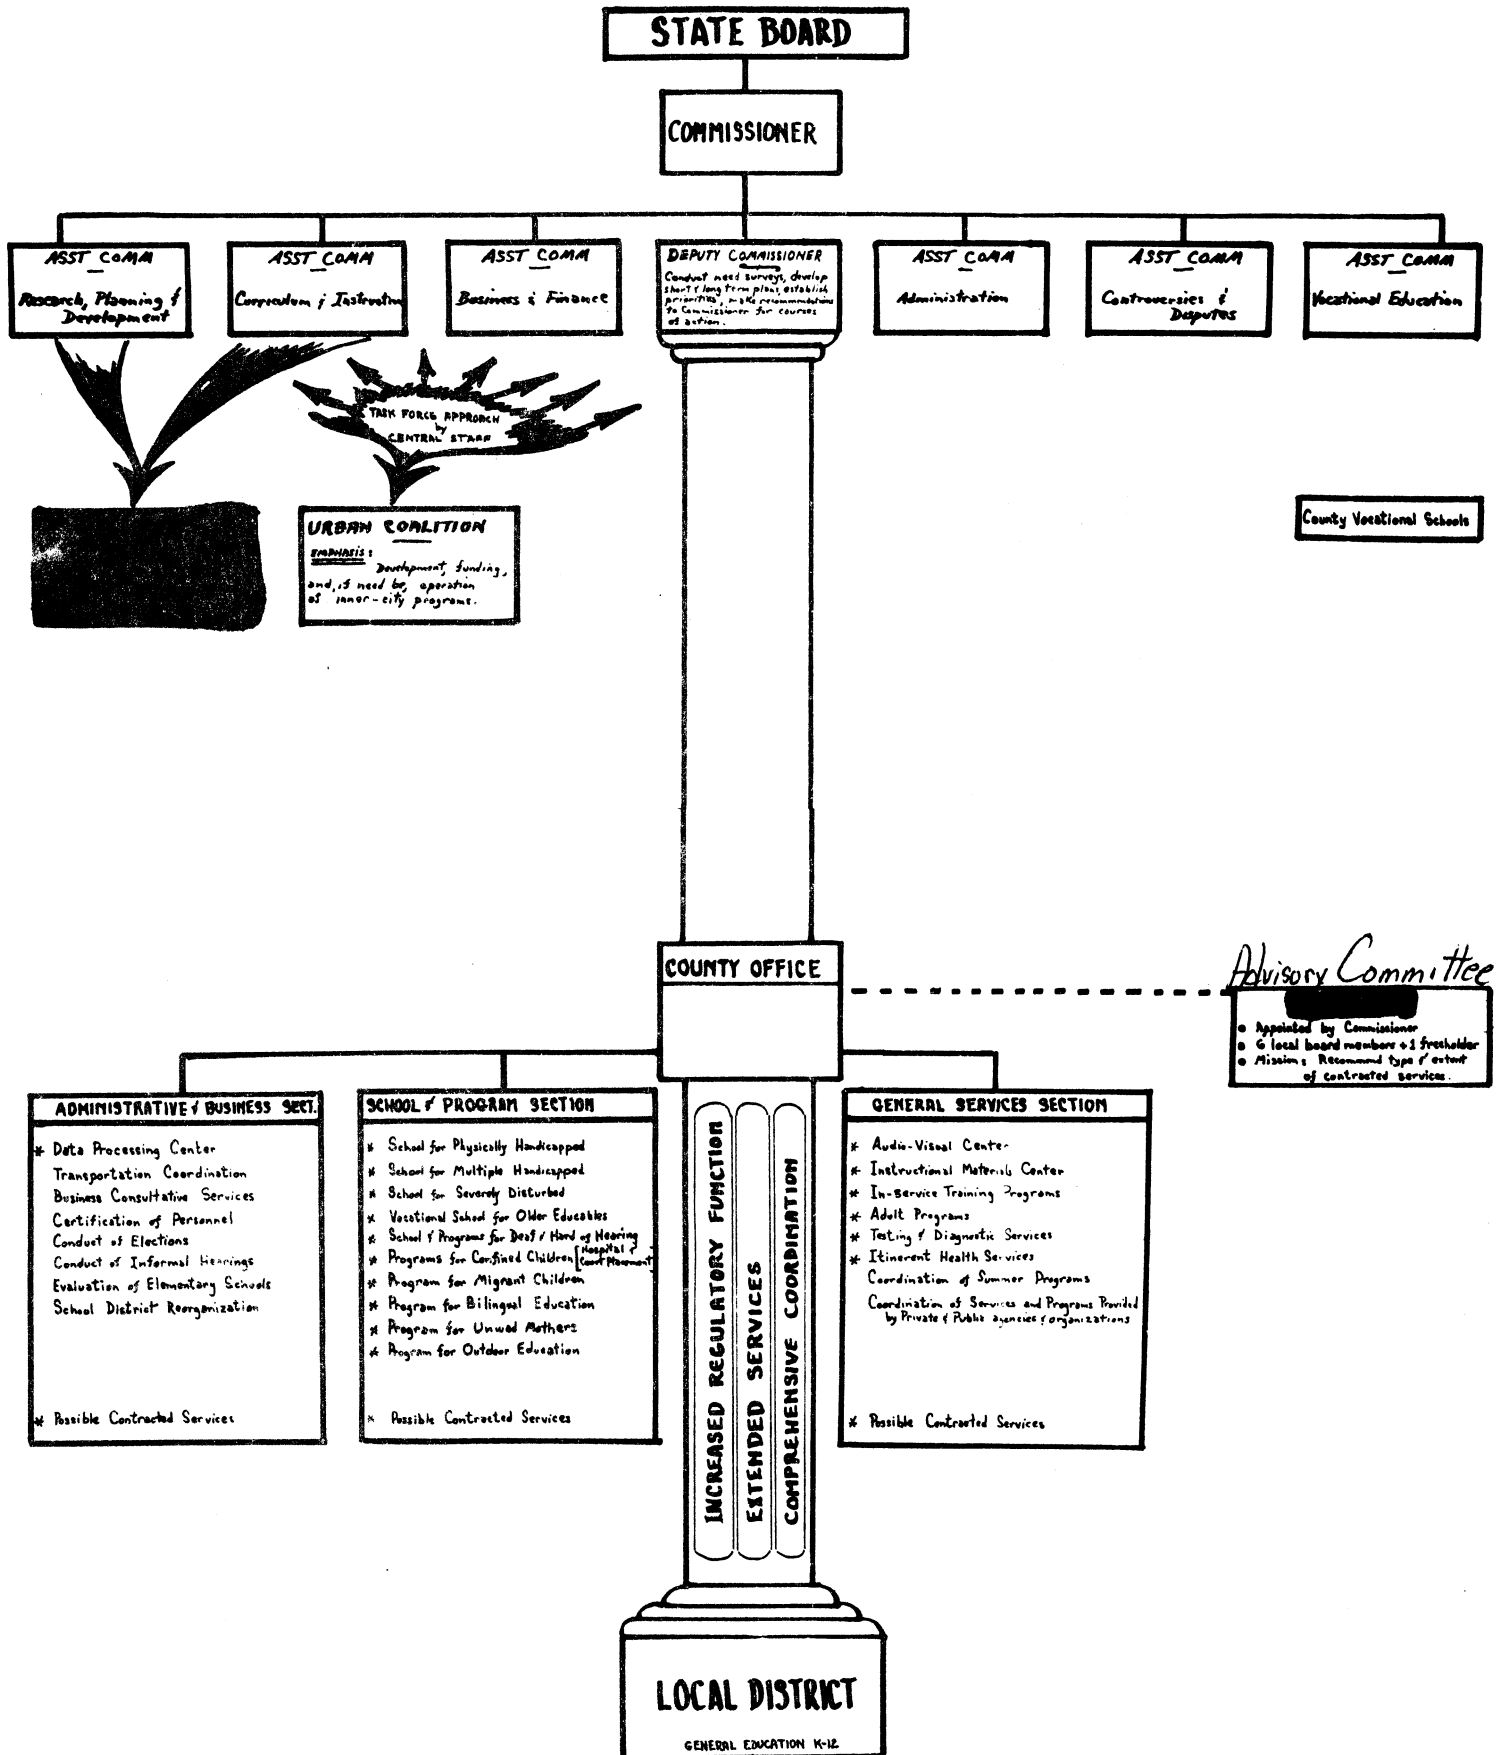 STATE BOARD
COMMISSIONER
ASST COMM
Research, Planning &
Development
ASST COMM
Curriculum & Instruction
ASST COMM
Business & Finance
DEPUTY COMMISSIONER
Conduct need surveys, develop
short & long term plans, establish
priorities, make recommendations
to Commissioner for courses
of action.
ASST COMM
Administration
ASST COMM
Controversies &
Disputes
ASST COMM
Vocational Education
TASK FORCE APPROACH
by
CENTRAL STAFF
URBAN COALITION
EMPHASIS:
Development, funding,
and, if need be, operation
of inner-city programs.
County Vocational Schools
COUNTY OFFICE
Advisory Committee
• Appointed by Commissioner
• 6 local board members + 1 freeholder
• Mission: Recommend type & extent
of contracted services.
ADMINISTRATIVE & BUSINESS SECT.
* Data Processing Center
Transportation Coordination
Business Consultative Services
Certification of Personnel
Conduct of Elections
Conduct of Informal Hearings
Evaluation of Elementary Schools
School District Reorganization
* Possible Contracted Services
SCHOOL & PROGRAM SECTION
* School for Physically Handicapped
* School for Multiple Handicapped
* School for Severely Disturbed
* Vocational School for Older Educables
* School & Programs for Deaf & Hard of Hearing
* Programs for Confined Children [Hospital &
Court Placement]
* Program for Migrant Children
* Program for Bilingual Education
* Program for Unwed Mothers
* Program for Outdoor Education
* Possible Contracted Services
INCREASED REGULATORY FUNCTION
EXTENDED SERVICES
COMPREHENSIVE COORDINATION
GENERAL SERVICES SECTION
* Audio-Visual Center
* Instructional Materials Center
* In-Service Training Programs
* Adult Programs
* Testing & Diagnostic Services
* Itinerent Health Services
Coordination of Summer Programs
Coordination of Services and Programs Provided
by Private & Public agencies & organizations
* Possible Contracted Services
LOCAL DISTRICT
GENERAL EDUCATION K-12